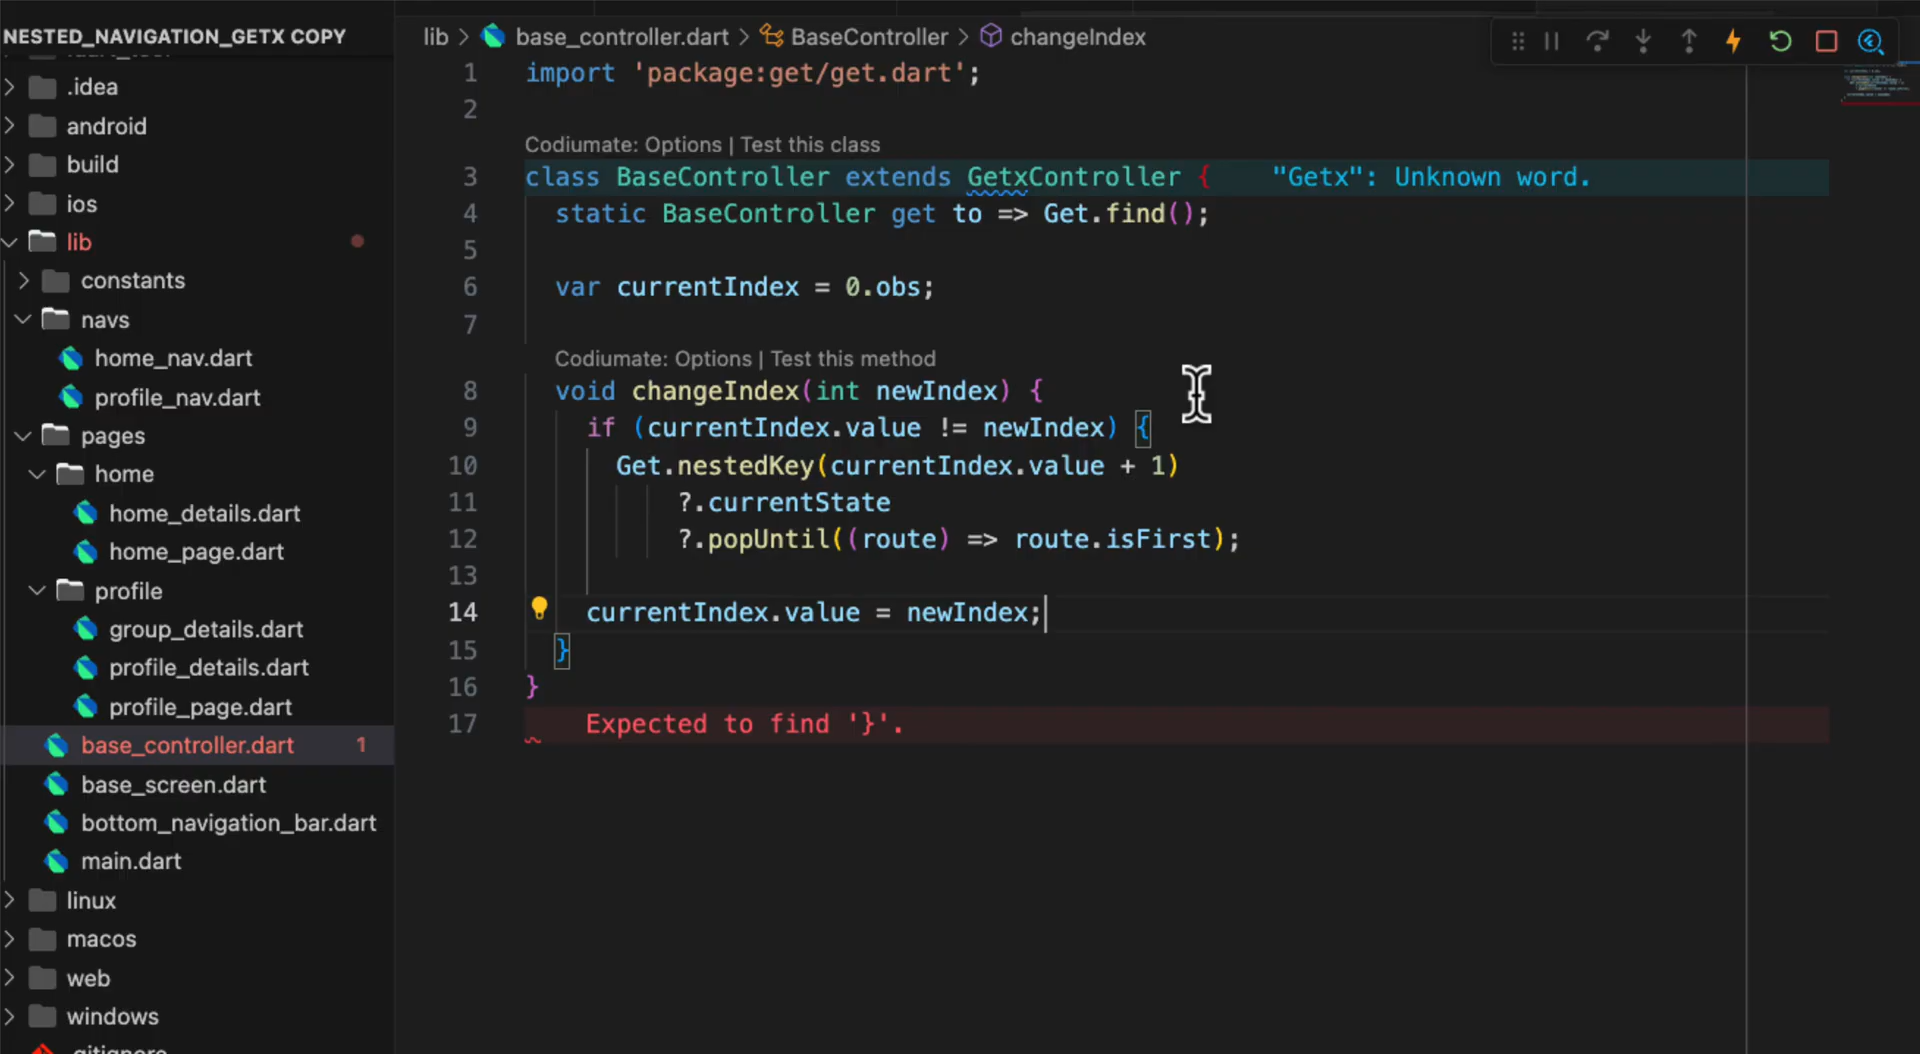 NESTED_NAVIGATION_GETX COPY
.idea
android
build
ios
lib
constants
navs
home_nav.dart
profile_nav.dart
pages
home
home_details.dart
home_page.dart
profile
group_details.dart
profile_details.dart
profile_page.dart
base_controller.dart 1
base_screen.dart
bottom_navigation_bar.dart
main.dart
linux
macos
web
windows
.gitignore
lib > base_controller.dart > BaseController > changeIndex
1 import 'package:get/get.dart';
2
Codiumate: Options | Test this class
3 class BaseController extends GetxController { "Getx": Unknown word.
4 static BaseController get to => Get.find();
5
6 var currentIndex = 0.obs;
7
Codiumate: Options | Test this method
8 void changeIndex(int newIndex) {
9 if (currentIndex.value != newIndex) {
10 Get.nestedKey(currentIndex.value + 1)
11 ?.currentState
12 ?.popUntil((route) => route.isFirst);
13
14 currentIndex.value = newIndex;
15 }
16 }
17 Expected to find '}'.